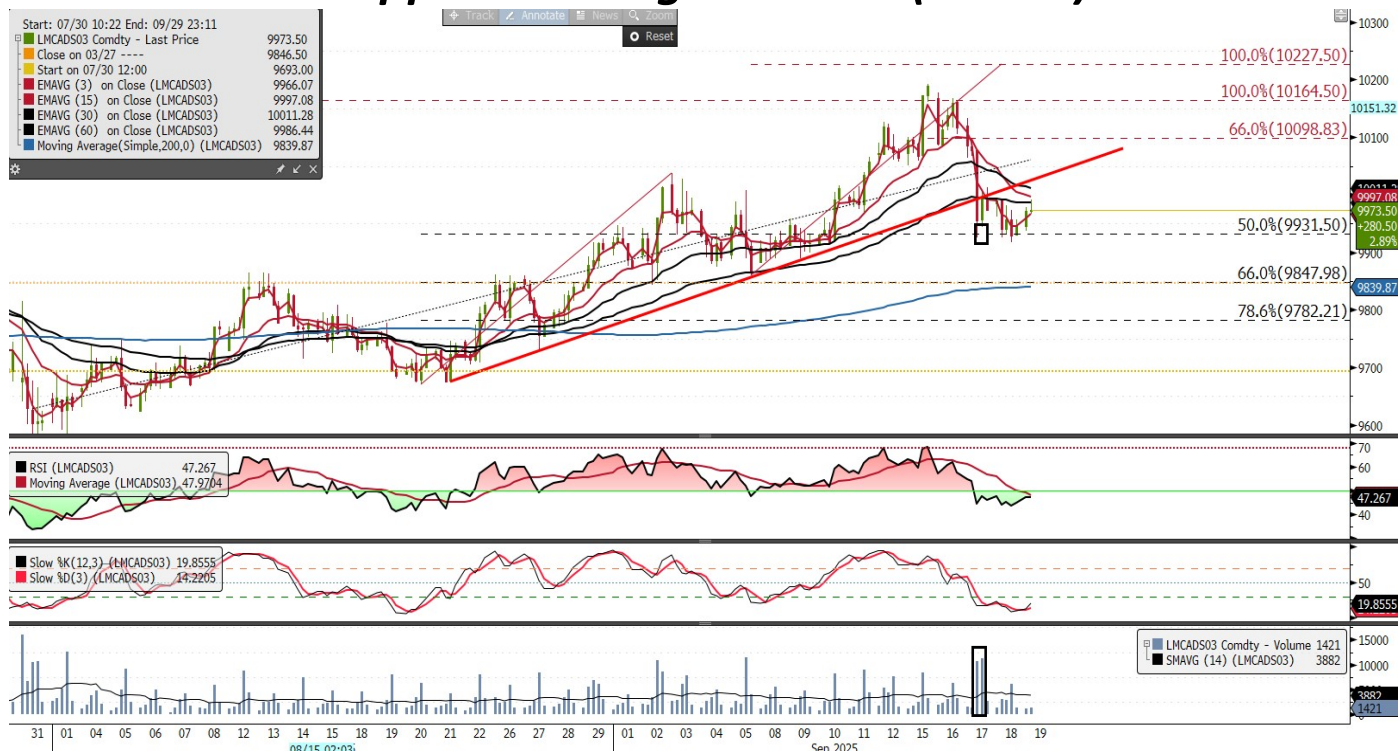 Track Annotate News Zoom
Reset
Start: 07/30 10:22 End: 09/29 23:11
LMCADS03 Comdty - Last Price 9973.50
Close on 03/27 ---- 9846.50
Start on 07/30 12:00 9693.00
EMAVG (3) on Close (LMCADS03) 9966.07
EMAVG (15) on Close (LMCADS03) 9997.08
EMAVG (30) on Close (LMCADS03) 10011.28
EMAVG (60) on Close (LMCADS03) 9986.44
Moving Average(Simple,200,0) (LMCADS03) 9839.87
100.0%(10227.50)
100.0%(10164.50)
66.0%(10098.83)
50.0%(9931.50)
66.0%(9847.98)
78.6%(9782.21)
10300
10200
10151.32
10100
9997.08
9973.50
+280.50
2.89%
9900
9839.87
9800
9700
9600
RSI (LMCADS03) 47.267
Moving Average (LMCADS03) 47.9704
70
60
47.267
40
Slow %K(12,3) (LMCADS03) 19.8555
Slow %D(3) (LMCADS03) 14.2205
50
19.8555
LMCADS03 Comdty - Volume 1421
SMAVG (14) (LMCADS03) 3882
15000
10000
3882
1421
31 01 04 05 06 07 08 11 12 13 14 15 18 19 20 21 22 26 27 28 29 01 02 03 04 05 08 09 10 11 12 15 16 17 18 19
08/15 02:03
Sep 2025